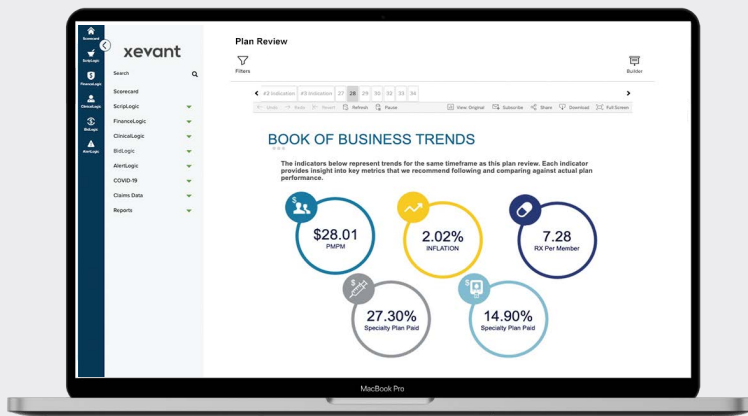 Scorecard
ScripLogic
FinanceLogic
ClinicalLogic
BidLogic
AlertLogic
xevant
Search
Scorecard
ScripLogic
FinanceLogic
ClinicalLogic
BidLogic
AlertLogic
COVID-19
Claims Data
Reports
Plan Review
Filters
Builder
#2 Indication #3 Indication 27 28 29 30 32 33 34
Undo Redo Revert Refresh Pause View: Original Subscribe Share Download Full Screen
BOOK OF BUSINESS TRENDS
The indicators below represent trends for the same timeframe as this plan review. Each indicator
provides insight into key metrics that we recommend following and comparing against actual plan
performance.
$
$28.01
PMPM
2.02%
INFLATION
7.28
RX Per Member
$
27.30%
Specialty Plan Paid
$
14.90%
Specialty Plan Paid
MacBook Pro